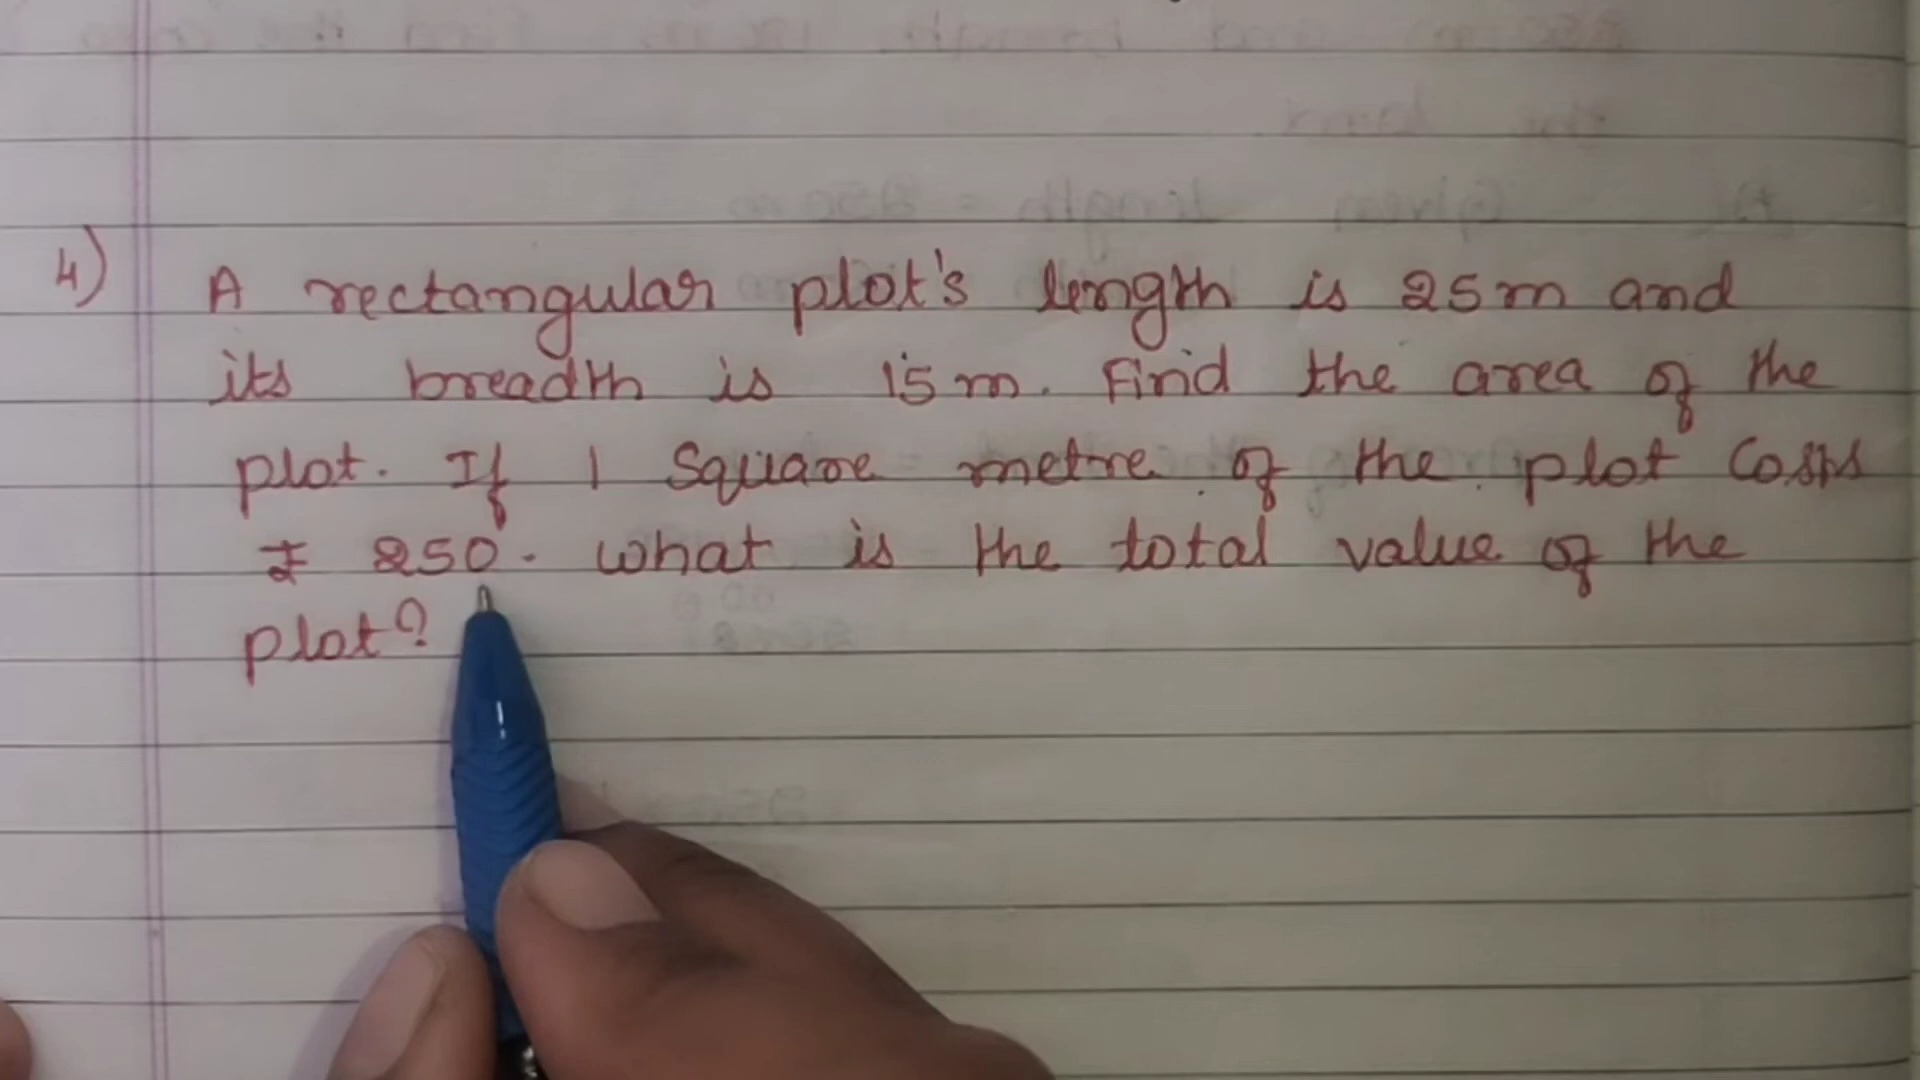 4) A rectangular plot's length is 25m and
its breadth is 15m. Find the area of the
plot. If 1 Square metre of the plot Costs
₹ 250. What is the total value of the
plot?